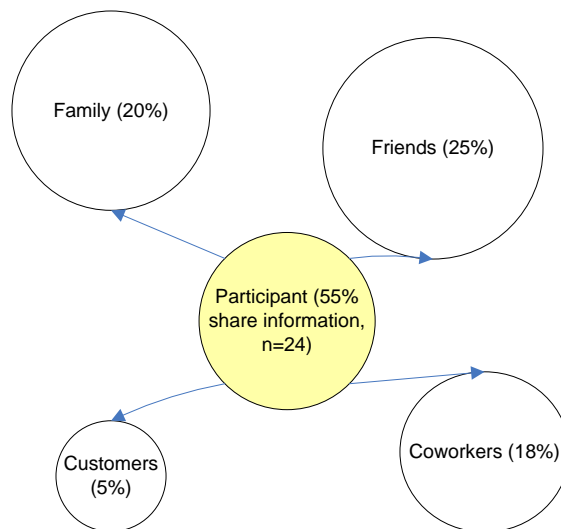 Family (20%)
Friends (25%)
Participant (55%
share information,
n=24)
Customers
(5%)
Coworkers (18%)